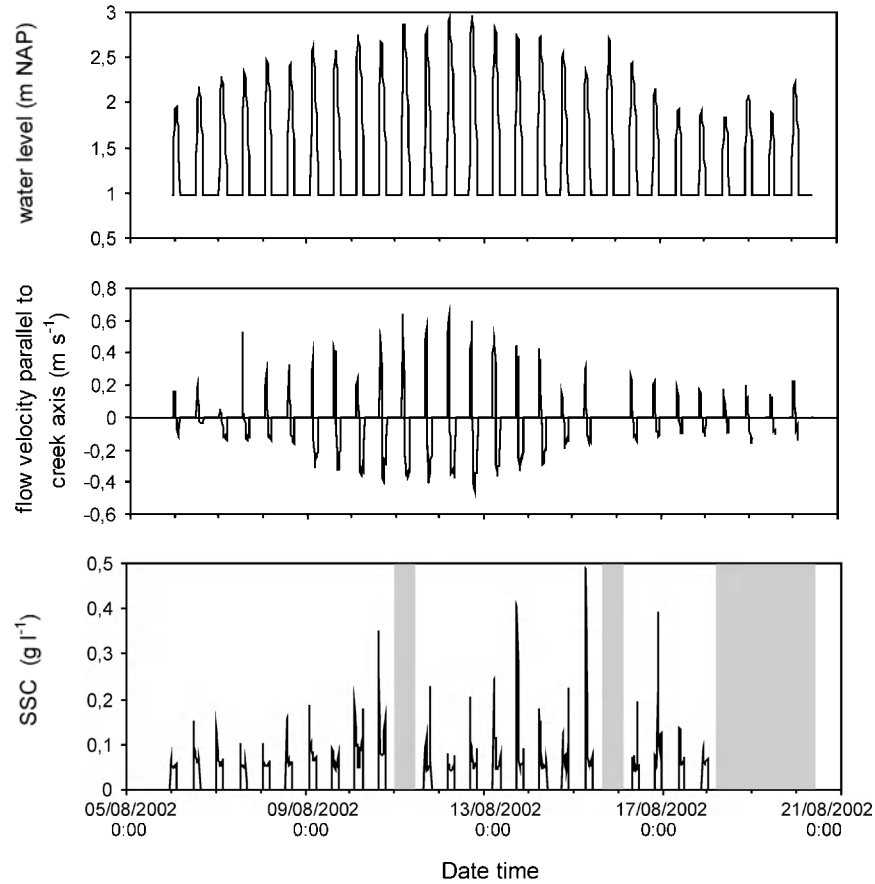 water level (m NAP)
3
2,5
2
1,5
1
0,5
flow velocity parallel to
creek axis (m s⁻¹)
0,8
0,6
0,4
0,2
0
-0,2
-0,4
-0,6
SSC (g l⁻¹)
0,5
0,4
0,3
0,2
0,1
0
05/08/2002 09/08/2002 13/08/2002 17/08/2002 21/08/2002
0:00 0:00 0:00 0:00 0:00
Date time